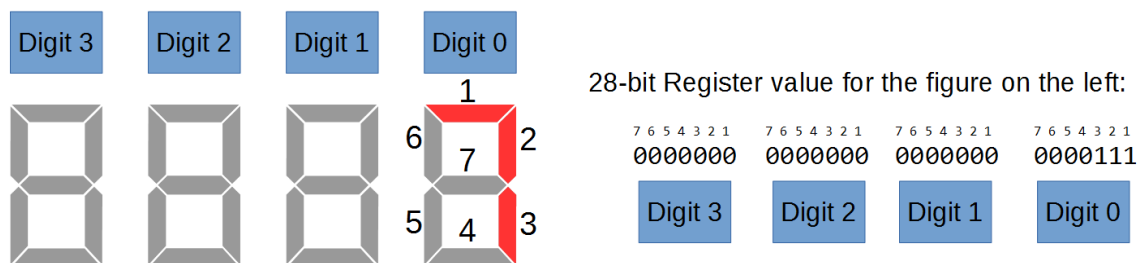 Digit 3 Digit 2 Digit 1 Digit 0
1
6 2
7
5 3
4
28-bit Register value for the figure on the left:
7 6 5 4 3 2 1 7 6 5 4 3 2 1 7 6 5 4 3 2 1 7 6 5 4 3 2 1
0000000 0000000 0000000 0000111
Digit 3 Digit 2 Digit 1 Digit 0